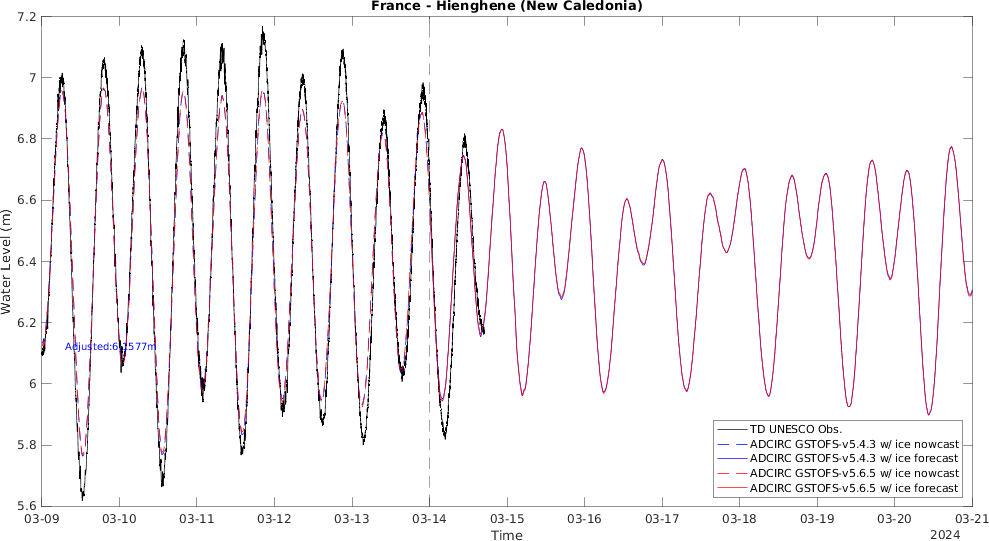 France - Hienghene (New Caledonia)
7.2
7
6.8
6.6
6.4
6.2
6
5.8
5.6
Water Level (m)
Adjusted:6.1577m
TD UNESCO Obs.
ADCIRC GSTOFS-v5.4.3 w/ ice nowcast
ADCIRC GSTOFS-v5.4.3 w/ ice forecast
ADCIRC GSTOFS-v5.6.5 w/ ice nowcast
ADCIRC GSTOFS-v5.6.5 w/ ice forecast
03-09 03-10 03-11 03-12 03-13 03-14 03-15 03-16 03-17 03-18 03-19 03-20 03-21
Time
2024